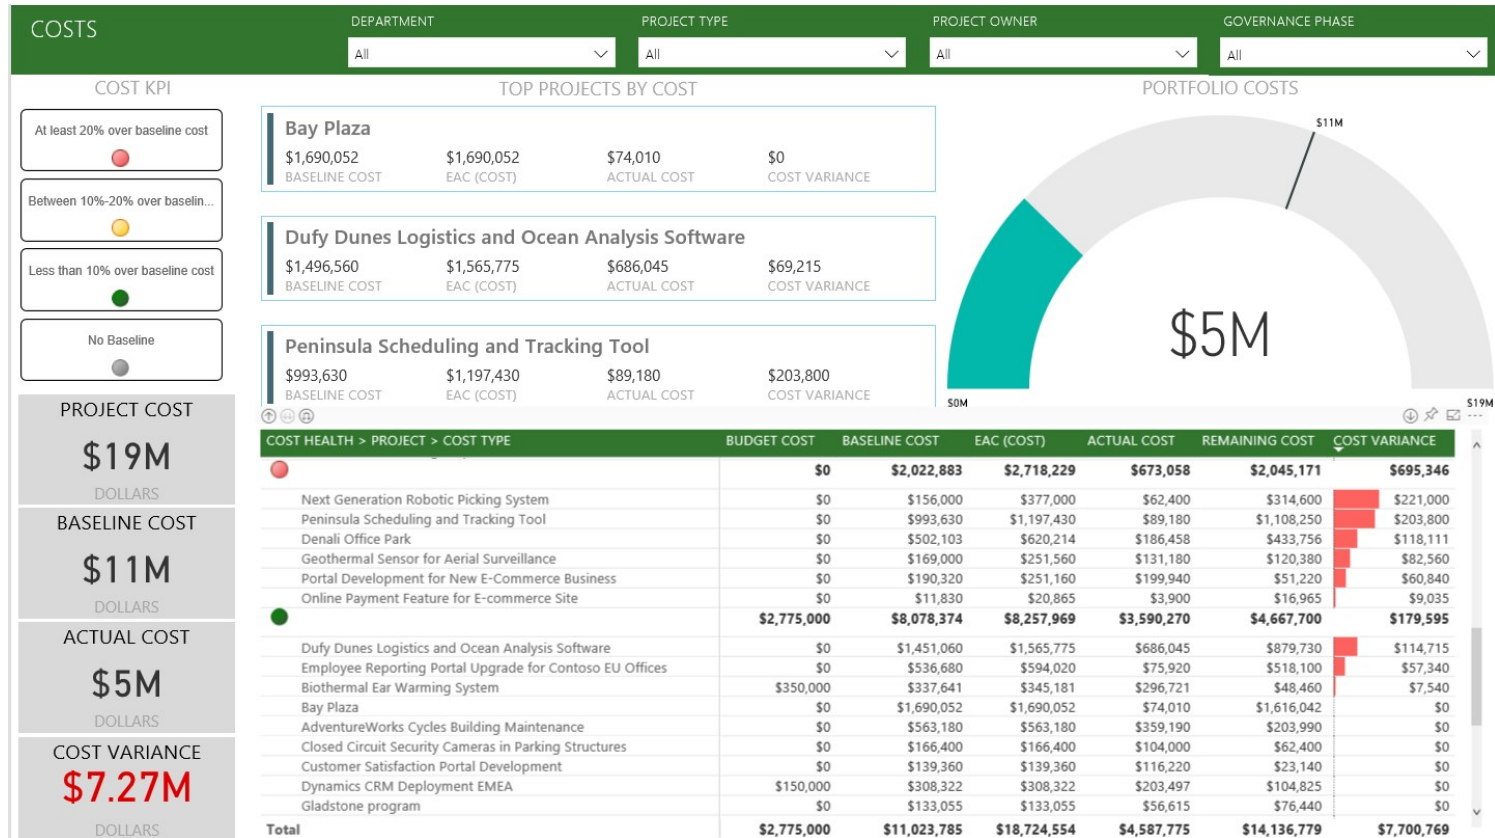 COSTS
DEPARTMENT
All
PROJECT TYPE
All
PROJECT OWNER
All
GOVERNANCE PHASE
All
COST KPI
At least 20% over baseline cost
Between 10%-20% over baselin...
Less than 10% over baseline cost
No Baseline
PROJECT COST
$19M
DOLLARS
BASELINE COST
$11M
DOLLARS
ACTUAL COST
$5M
DOLLARS
COST VARIANCE
$7.27M
DOLLARS
TOP PROJECTS BY COST
Bay Plaza
$1,690,052 $1,690,052 $74,010 $0
BASELINE COST EAC (COST) ACTUAL COST COST VARIANCE
Dufy Dunes Logistics and Ocean Analysis Software
$1,496,560 $1,565,775 $686,045 $69,215
BASELINE COST EAC (COST) ACTUAL COST COST VARIANCE
Peninsula Scheduling and Tracking Tool
$993,630 $1,197,430 $89,180 $203,800
BASELINE COST EAC (COST) ACTUAL COST COST VARIANCE
PORTFOLIO COSTS
$11M
$5M
$0M $19M
COST HEALTH > PROJECT > COST TYPE BUDGET COST BASELINE COST EAC (COST) ACTUAL COST REMAINING COST COST VARIANCE
$0 $2,022,883 $2,718,229 $673,058 $2,045,171 $695,346
Next Generation Robotic Picking System $0 $156,000 $377,000 $62,400 $314,600 $221,000
Peninsula Scheduling and Tracking Tool $0 $993,630 $1,197,430 $89,180 $1,108,250 $203,800
Denali Office Park $0 $502,103 $620,214 $186,458 $433,756 $118,111
Geothermal Sensor for Aerial Surveillance $0 $169,000 $251,560 $131,180 $120,380 $82,560
Portal Development for New E-Commerce Business $0 $190,320 $251,160 $199,940 $51,220 $60,840
Online Payment Feature for E-commerce Site $0 $11,830 $20,865 $3,900 $16,965 $9,035
$2,775,000 $8,078,374 $8,257,969 $3,590,270 $4,667,700 $179,595
Dufy Dunes Logistics and Ocean Analysis Software $0 $1,451,060 $1,565,775 $686,045 $879,730 $114,715
Employee Reporting Portal Upgrade for Contoso EU Offices $0 $536,680 $594,020 $75,920 $518,100 $57,340
Biothermal Ear Warming System $350,000 $337,641 $345,181 $296,721 $48,460 $7,540
Bay Plaza $0 $1,690,052 $1,690,052 $74,010 $1,616,042 $0
AdventureWorks Cycles Building Maintenance $0 $563,180 $563,180 $359,190 $203,990 $0
Closed Circuit Security Cameras in Parking Structures $0 $166,400 $166,400 $104,000 $62,400 $0
Customer Satisfaction Portal Development $0 $139,360 $139,360 $116,220 $23,140 $0
Dynamics CRM Deployment EMEA $150,000 $308,322 $308,322 $203,497 $104,825 $0
Gladstone program $0 $133,055 $133,055 $56,615 $76,440 $0
Total $2,775,000 $11,023,785 $18,724,554 $4,587,775 $14,136,779 $7,700,769